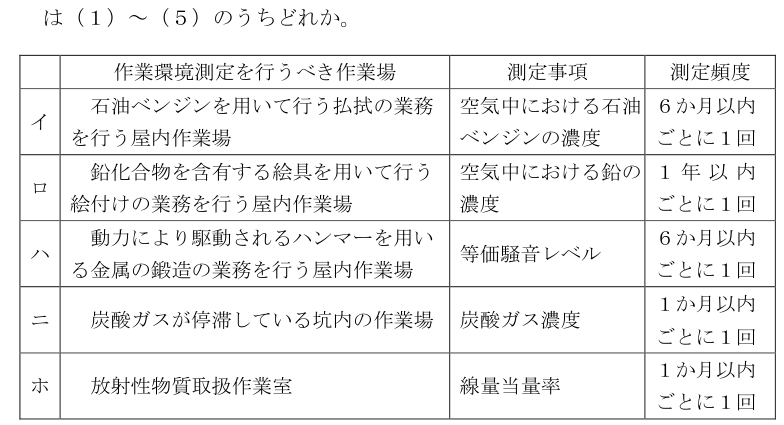 は（１）～（５）のうちどれか。
作業環境測定を行うべき作業場 測定事項 測定頻度
イ
石油ベンジンを用いて行う払拭の業務
を行う屋内作業場
空気中における石油
ベンジンの濃度
６か月以内
ごとに１回
ロ
鉛化合物を含有する絵具を用いて行う
絵付けの業務を行う屋内作業場
空気中における鉛の
濃度
１年以内
ごとに１回
ハ
動力により駆動されるハンマーを用い
る金属の鍛造の業務を行う屋内作業場
等価騒音レベル
６か月以内
ごとに１回
ニ
炭酸ガスが停滞している坑内の作業場
炭酸ガス濃度
１か月以内
ごとに１回
ホ
放射性物質取扱作業室
線量当量率
１か月以内
ごとに１回